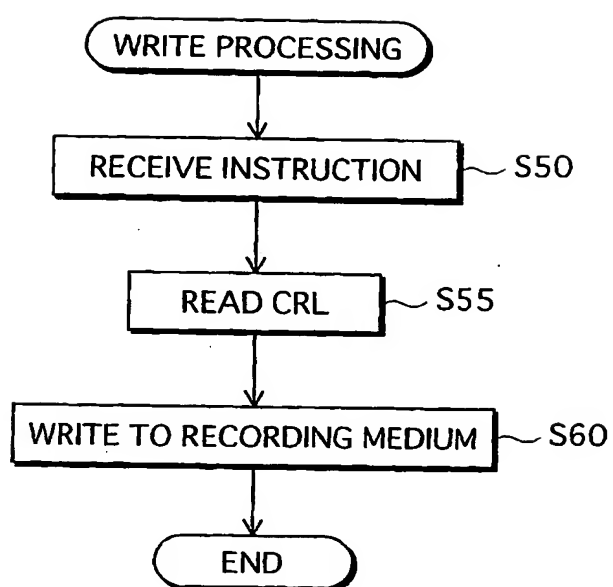 WRITE PROCESSING
RECEIVE INSTRUCTION S50
READ CRL S55
WRITE TO RECORDING MEDIUM S60
END